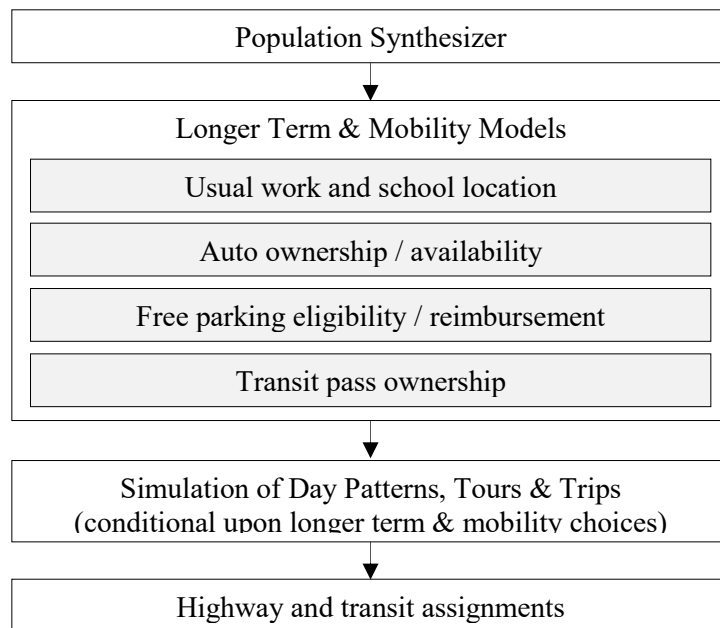 Population Synthesizer
Longer Term & Mobility Models
Usual work and school location
Auto ownership / availability
Free parking eligibility / reimbursement
Transit pass ownership
Simulation of Day Patterns, Tours & Trips
(conditional upon longer term & mobility choices)
Highway and transit assignments